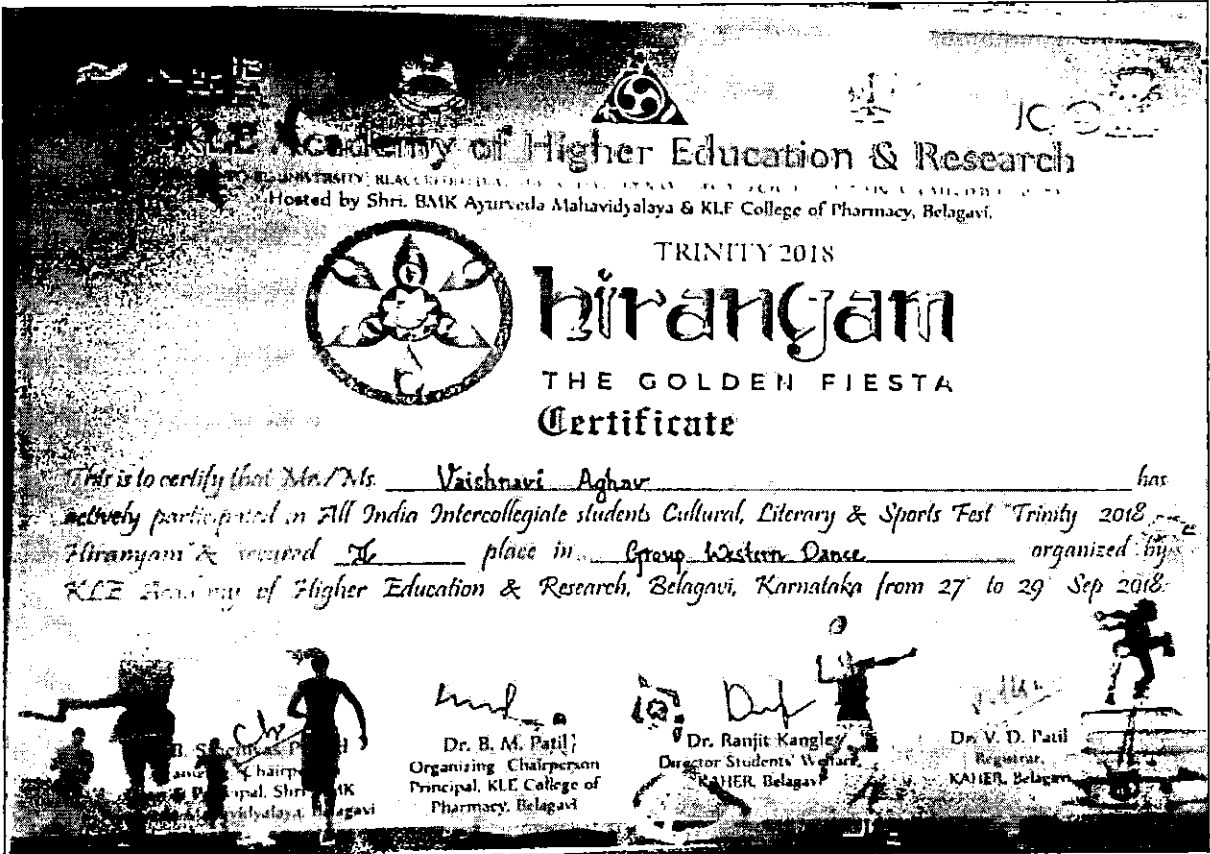 KLE Academy of Higher Education & Research
Hosted by Shri. BMK Ayurveda Mahavidyalaya & KLE College of Pharmacy, Belagavi.
TRINITY 2018
hiranyam
THE GOLDEN FIESTA
Certificate
This is to certify that Mr./Ms. Vaishnavi Aghav has
actively participated in All India Intercollegiate students Cultural, Literary & Sports Fest "Trinity 2018
Hiranyam" & secured II place in Group Western Dance organized by
KLE Academy of Higher Education & Research, Belagavi, Karnataka from 27 to 29 Sep 2018.
Dr. B. M. Patil
Organizing Chairperson
Principal, KLE College of
Pharmacy, Belagavi
Dr. Ranjit Kangle
Director Students' Welfare,
KAHER, Belagavi
Dr. V. D. Patil
Registrar,
KAHER, Belagavi